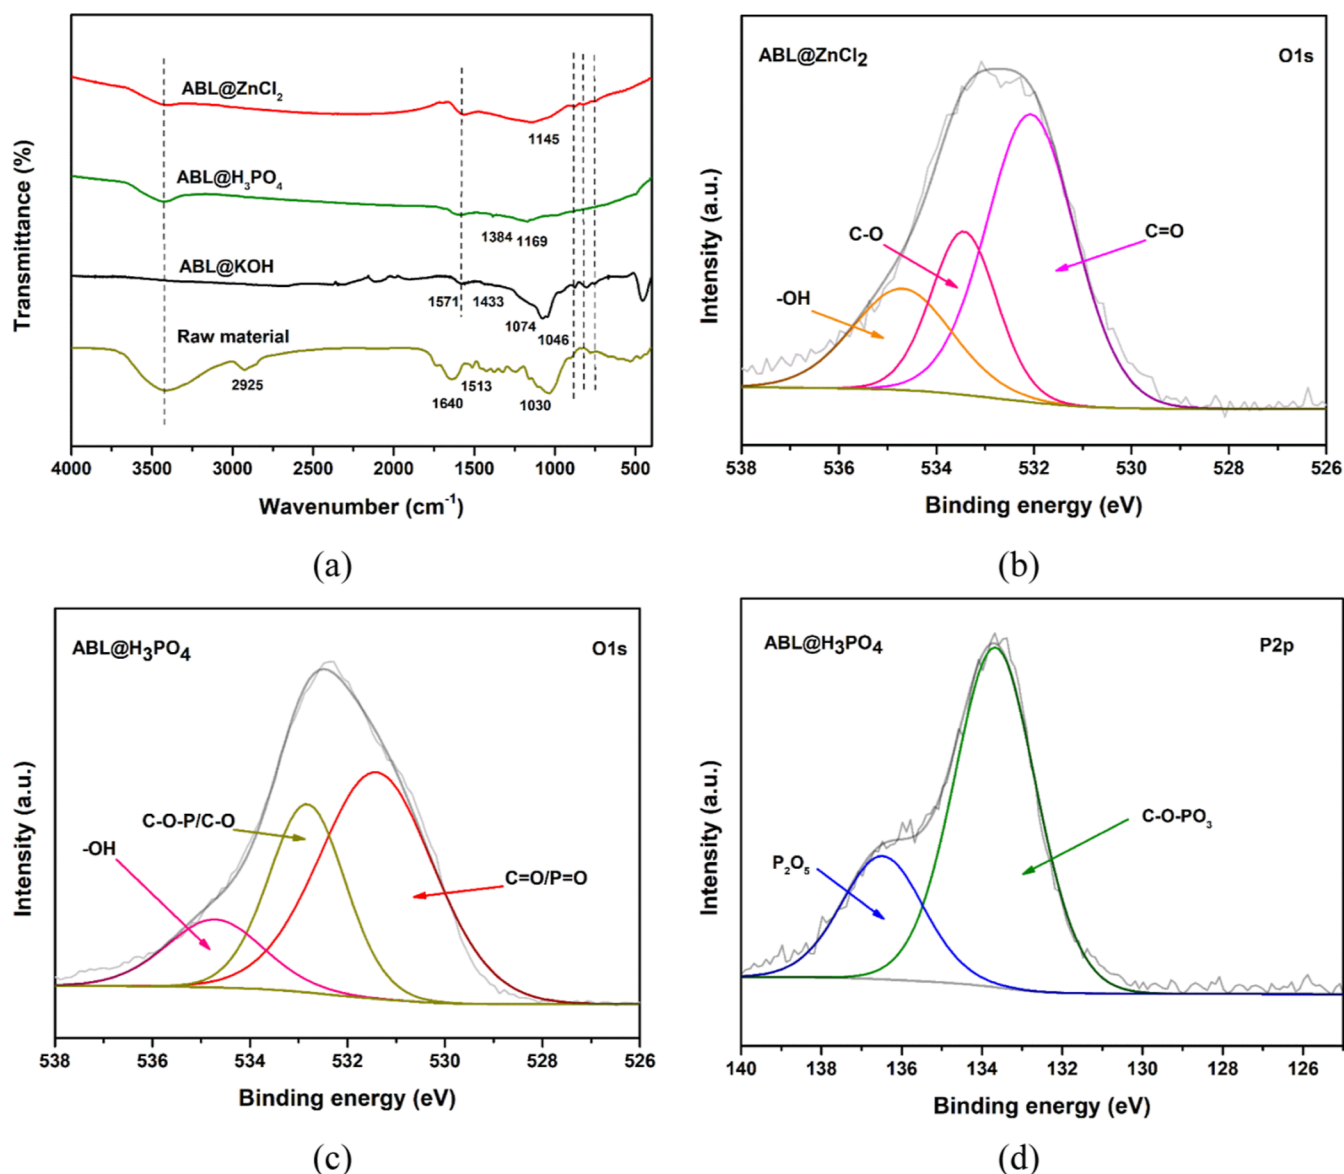 (a)
ABL@ZnCl₂
1145
ABL@H₃PO₄
1384 1169
ABL@KOH
1571 1433
1074
1046
Raw material
2925
1640
1513
1030
Transmittance (%)
4000 3500 3000 2500 2000 1500 1000 500
Wavenumber (cm⁻¹)
ABL@ZnCl₂
O1s
C-O
C=O
-OH
Intensity (a.u.)
538 536 534 532 530 528 526
Binding energy (eV)
(a)
(b)
ABL@H₃PO₄
O1s
C-O-P/C-O
-OH
C=O/P=O
Intensity (a.u.)
538 536 534 532 530 528 526
Binding energy (eV)
(c)
ABL@H₃PO₄
P2p
C-O-PO₃
P₂O₅
Intensity (a.u.)
140 138 136 134 132 130 128 126
Binding energy (eV)
(d)